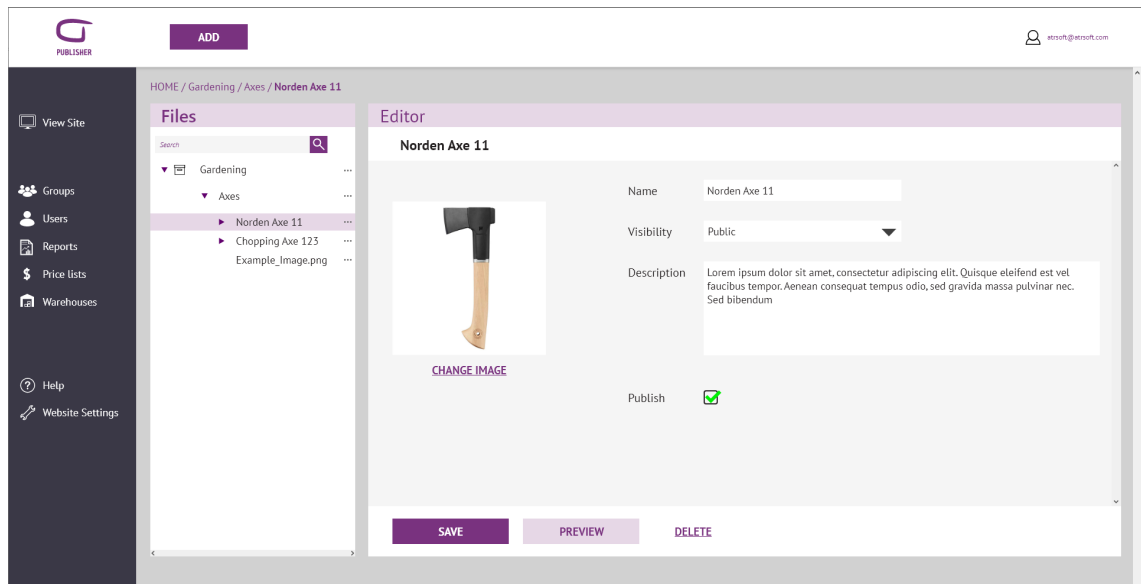 PUBLISHER
ADD
atrsoft@atrsoft.com
HOME / Gardening / Axes / Norden Axe 11
View Site
Groups
Users
Reports
Price lists
Warehouses
Help
Website Settings
Files
Search
Gardening ...
Axes ...
Norden Axe 11 ...
Chopping Axe 123 ...
Example_Image.png ...
Editor
Norden Axe 11
CHANGE IMAGE
Name Norden Axe 11
Visibility Public
Description Lorem ipsum dolor sit amet, consectetur adipiscing elit. Quisque eleifend est vel
faucibus tempor. Aenean consequat tempus odio, sed gravida massa pulvinar nec.
Sed bibendum
Publish
SAVE PREVIEW DELETE